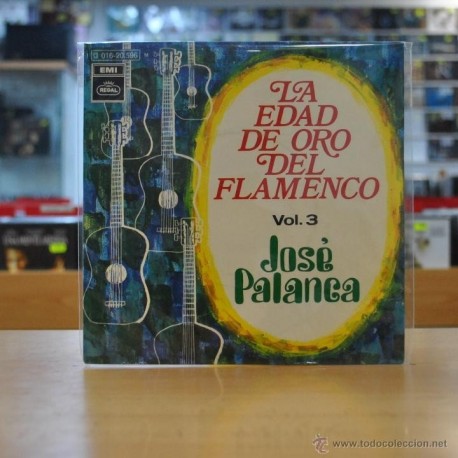 EMI
REGAL
LA
EDAD
DE ORO
DEL
FLAMENCO
Vol. 3
José
Palanca
www.todocoleccion.net